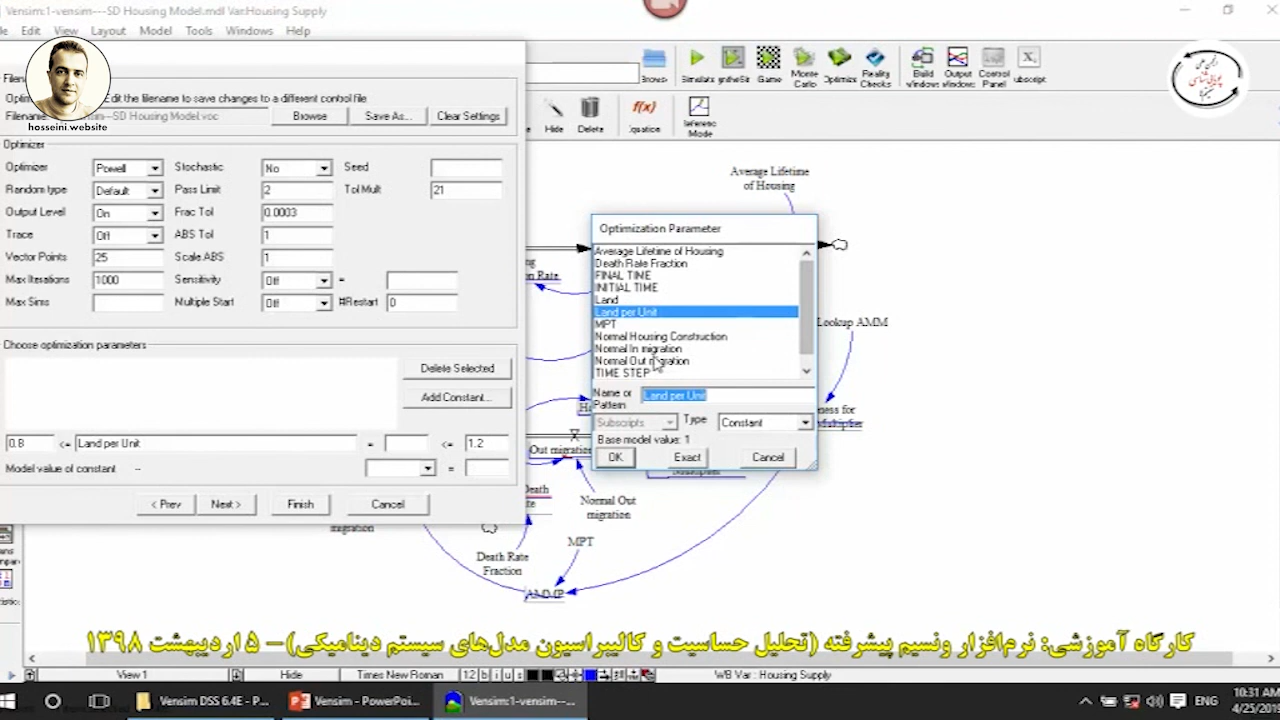 Vensim:1-vensim---SD Housing Model.mdl Var:Housing Supply
Edit View Layout Model Tools Windows Help
hosseini.website
Edit the filename to save changes to a different control file
SD Housing Model.voc Browse Save As... Clear Settings
Browse Simulate Game Monte Carlo Optimize Reality Checks Build Windows Output Windows Control Panel
Hide Delete Equation Reference Mode
Optimizer
Optimizer Powell Stochastic No Seed
Random type Default Pass Limit 2 Tol Mult 21
Output Level On Frac Tol 0.0003
Trace Off ABS Tol 1
Vector Points 25 Scale ABS 1
Max Iterations 1000 Sensitivity Off =
Max Sims Multiple Start Off #Restart 0
Choose optimization parameters
Delete Selected
Add Constant...
0.8 <= Land per Unit = <= 1.2
Model value of constant -- =
< Prev Next > Finish Cancel
Average Lifetime
of Housing
Optimization Parameter
Average Lifetime of Housing
Death Rate Fraction
FINAL TIME
INITIAL TIME
Land
Land per Unit
MPT
Normal Housing Construction
Normal In migration
Normal Out migration
TIME STEP
Name or Pattern Land per Unit
Subscripts Type Constant
Base model value: 1
OK Exact Cancel
Lookup AMM
Out migration
Normal Out
migration
migration
MPT
Death Rate
Fraction
AMMP
کارگاه آموزشی: نرم‌افزار ونسیم پیشرفته (تحلیل حساسیت و کالیبراسیون مدل‌های سیستم دینامیکی)– ۵ اردیبهشت ۱۳۹۸
View 1 Hide Times New Roman 12 b i u s WB Var : Housing Supply
Vensim DSS 6.4E - P... Vensim - PowerPoi... Vensim:1-vensim--... ENG 10:31 AM